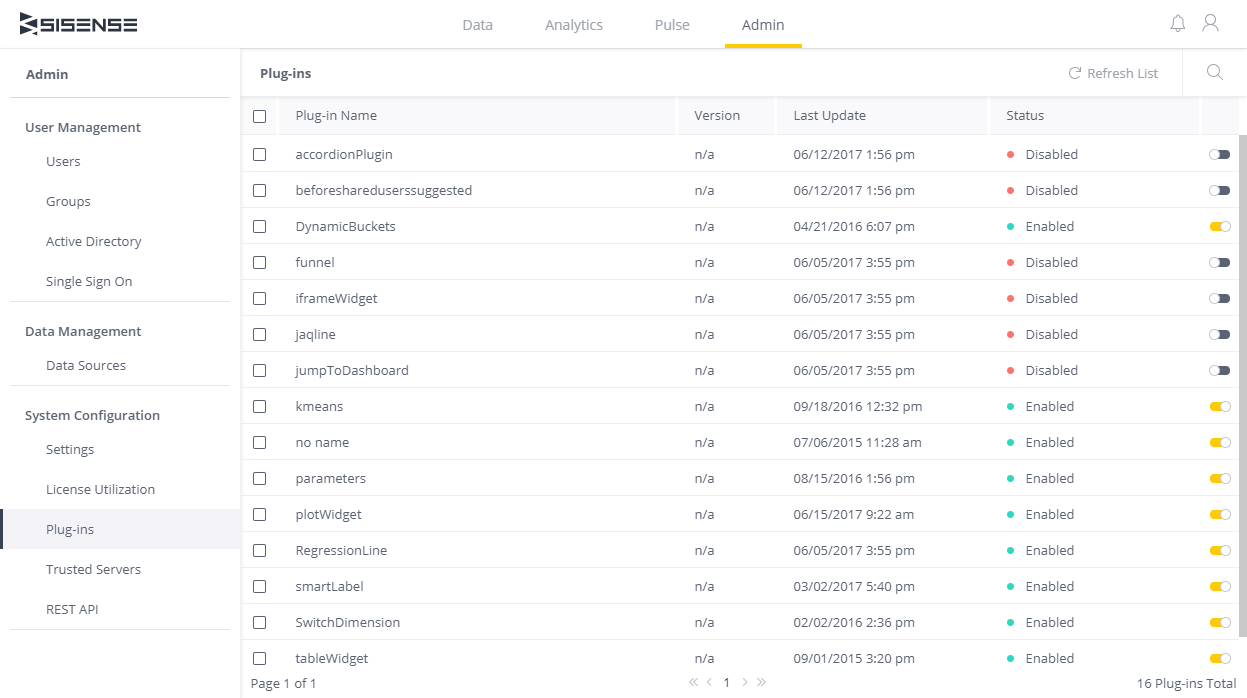 SISENSE
Data Analytics Pulse Admin
Admin
Plug-ins
Refresh List
User Management
Users
Groups
Active Directory
Single Sign On
Data Management
Data Sources
System Configuration
Settings
License Utilization
Plug-ins
Trusted Servers
REST API
Plug-in Name Version Last Update Status
accordionPlugin n/a 06/12/2017 1:56 pm Disabled
beforeshareduserssuggested n/a 06/12/2017 1:56 pm Disabled
DynamicBuckets n/a 04/21/2016 6:07 pm Enabled
funnel n/a 06/05/2017 3:55 pm Disabled
iframeWidget n/a 06/05/2017 3:55 pm Disabled
jaqline n/a 06/05/2017 3:55 pm Disabled
jumpToDashboard n/a 06/05/2017 3:55 pm Disabled
kmeans n/a 09/18/2016 12:32 pm Enabled
no name n/a 07/06/2015 11:28 am Enabled
parameters n/a 08/15/2016 1:56 pm Enabled
plotWidget n/a 06/15/2017 9:22 am Enabled
RegressionLine n/a 06/05/2017 3:55 pm Enabled
smartLabel n/a 03/02/2017 5:40 pm Enabled
SwitchDimension n/a 02/02/2016 2:36 pm Enabled
tableWidget n/a 09/01/2015 3:20 pm Enabled
Page 1 of 1 « ‹ 1 › » 16 Plug-ins Total